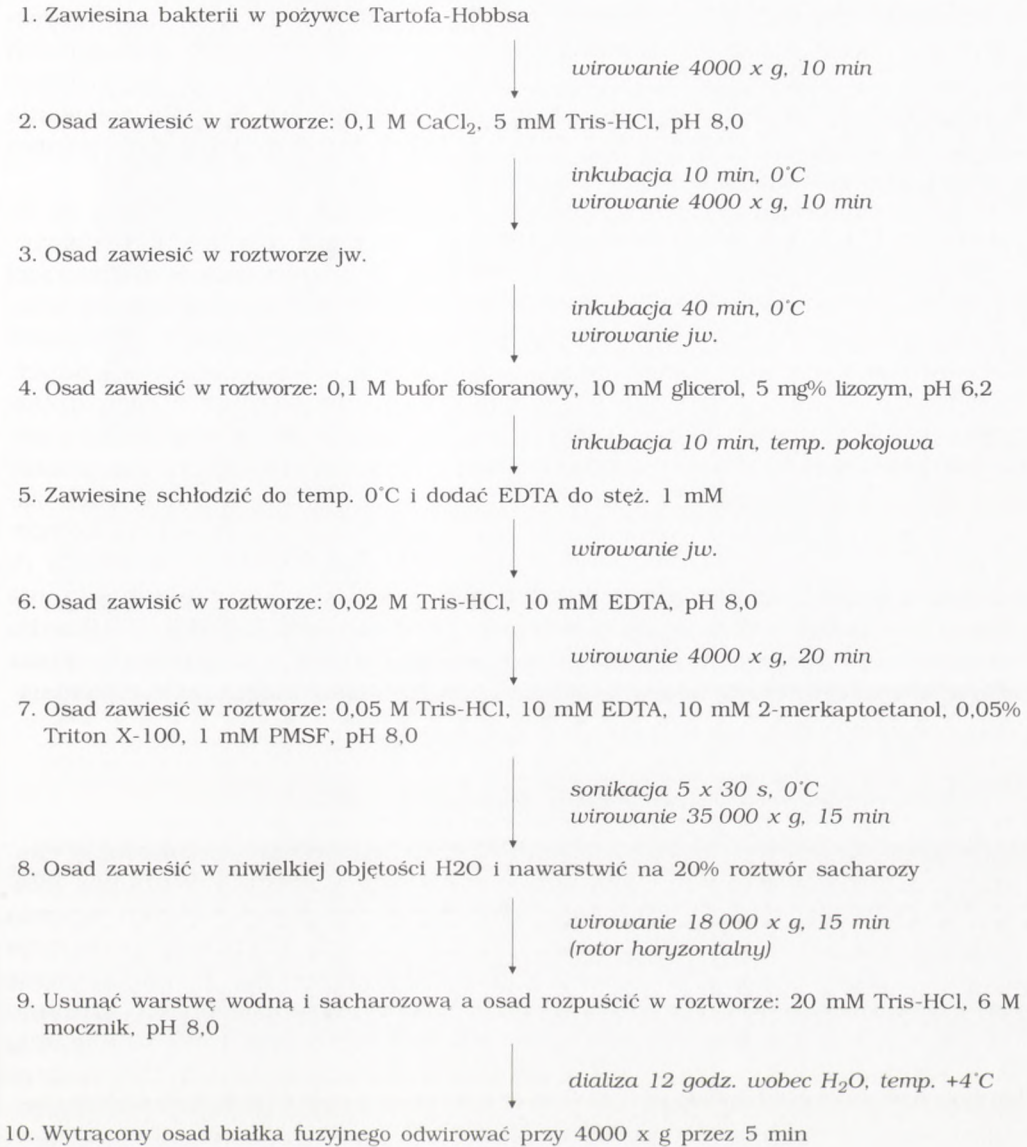 1. Zawiesina bakterii w pożywce Tartofa-Hobbsa
wirowanie 4000 x g, 10 min
2. Osad zawiesić w roztworze: 0,1 M CaCl₂, 5 mM Tris-HCl, pH 8,0
inkubacja 10 min, 0°C
wirowanie 4000 x g, 10 min
3. Osad zawiesić w roztworze jw.
inkubacja 40 min, 0°C
wirowanie jw.
4. Osad zawiesić w roztworze: 0,1 M bufor fosforanowy, 10 mM glicerol, 5 mg% lizozym, pH 6,2
inkubacja 10 min, temp. pokojowa
5. Zawiesinę schłodzić do temp. 0°C i dodać EDTA do stęż. 1 mM
wirowanie jw.
6. Osad zawisić w roztworze: 0,02 M Tris-HCl, 10 mM EDTA, pH 8,0
wirowanie 4000 x g, 20 min
7. Osad zawiesić w roztworze: 0,05 M Tris-HCl, 10 mM EDTA, 10 mM 2-merkaptoetanol, 0,05%
Triton X-100, 1 mM PMSF, pH 8,0
sonikacja 5 x 30 s, 0°C
wirowanie 35 000 x g, 15 min
8. Osad zawieśić w niwielkiej objętości H2O i nawarstwić na 20% roztwór sacharozy
wirowanie 18 000 x g, 15 min
(rotor horyzontalny)
9. Usunąć warstwę wodną i sacharozową a osad rozpuścić w roztworze: 20 mM Tris-HCl, 6 M
mocznik, pH 8,0
dializa 12 godz. wobec H₂O, temp. +4°C
10. Wytrącony osad białka fuzyjnego odwirować przy 4000 x g przez 5 min